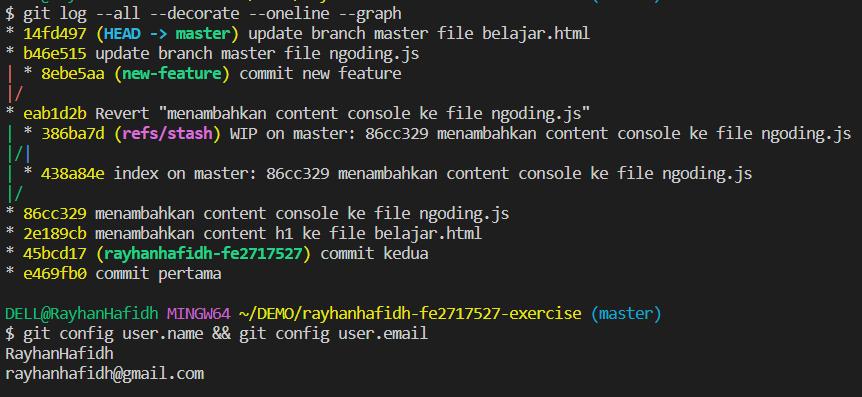 $ git log --all --decorate --oneline --graph
* 14fd497 (HEAD -> master) update branch master file belajar.html
* b46e515 update branch master file ngoding.js
| * 8ebe5aa (new-feature) commit new feature
|/
* eab1d2b Revert "menambahkan content console ke file ngoding.js"
| * 386ba7d (refs/stash) WIP on master: 86cc329 menambahkan content console ke file ngoding.js
|/|
| * 438a84e index on master: 86cc329 menambahkan content console ke file ngoding.js
|/
* 86cc329 menambahkan content console ke file ngoding.js
* 2e189cb menambahkan content h1 ke file belajar.html
* 45bcd17 (rayhanhafidh-fe2717527) commit kedua
* e469fb0 commit pertama
DELL@RayhanHafidh MINGW64 ~/DEMO/rayhanhafidh-fe2717527-exercise (master)
$ git config user.name && git config user.email
RayhanHafidh
rayhanhafidh@gmail.com